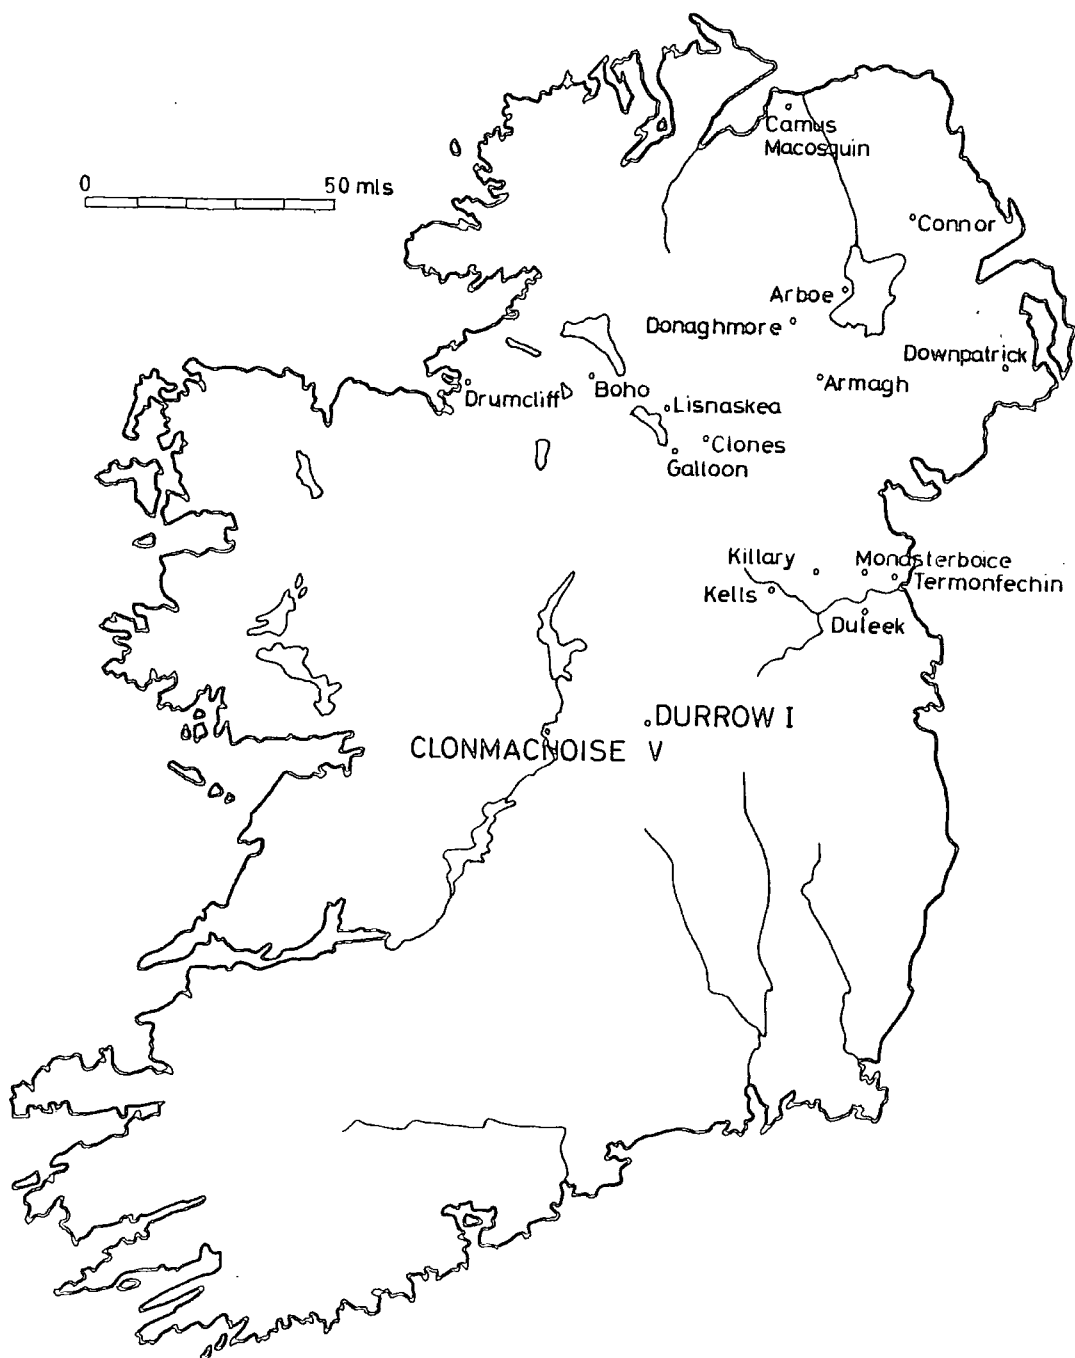 Camus
Macosquin
0 50 mls
Connor
Arboe
Donaghmore
Downpatrick
Armagh
Boho
Drumcliff
Lisnaskea
Clones
Galloon
Killary
Monasterboice
Termonfechin
Kells
Duleek
DURROW I
CLONMACNOISE V